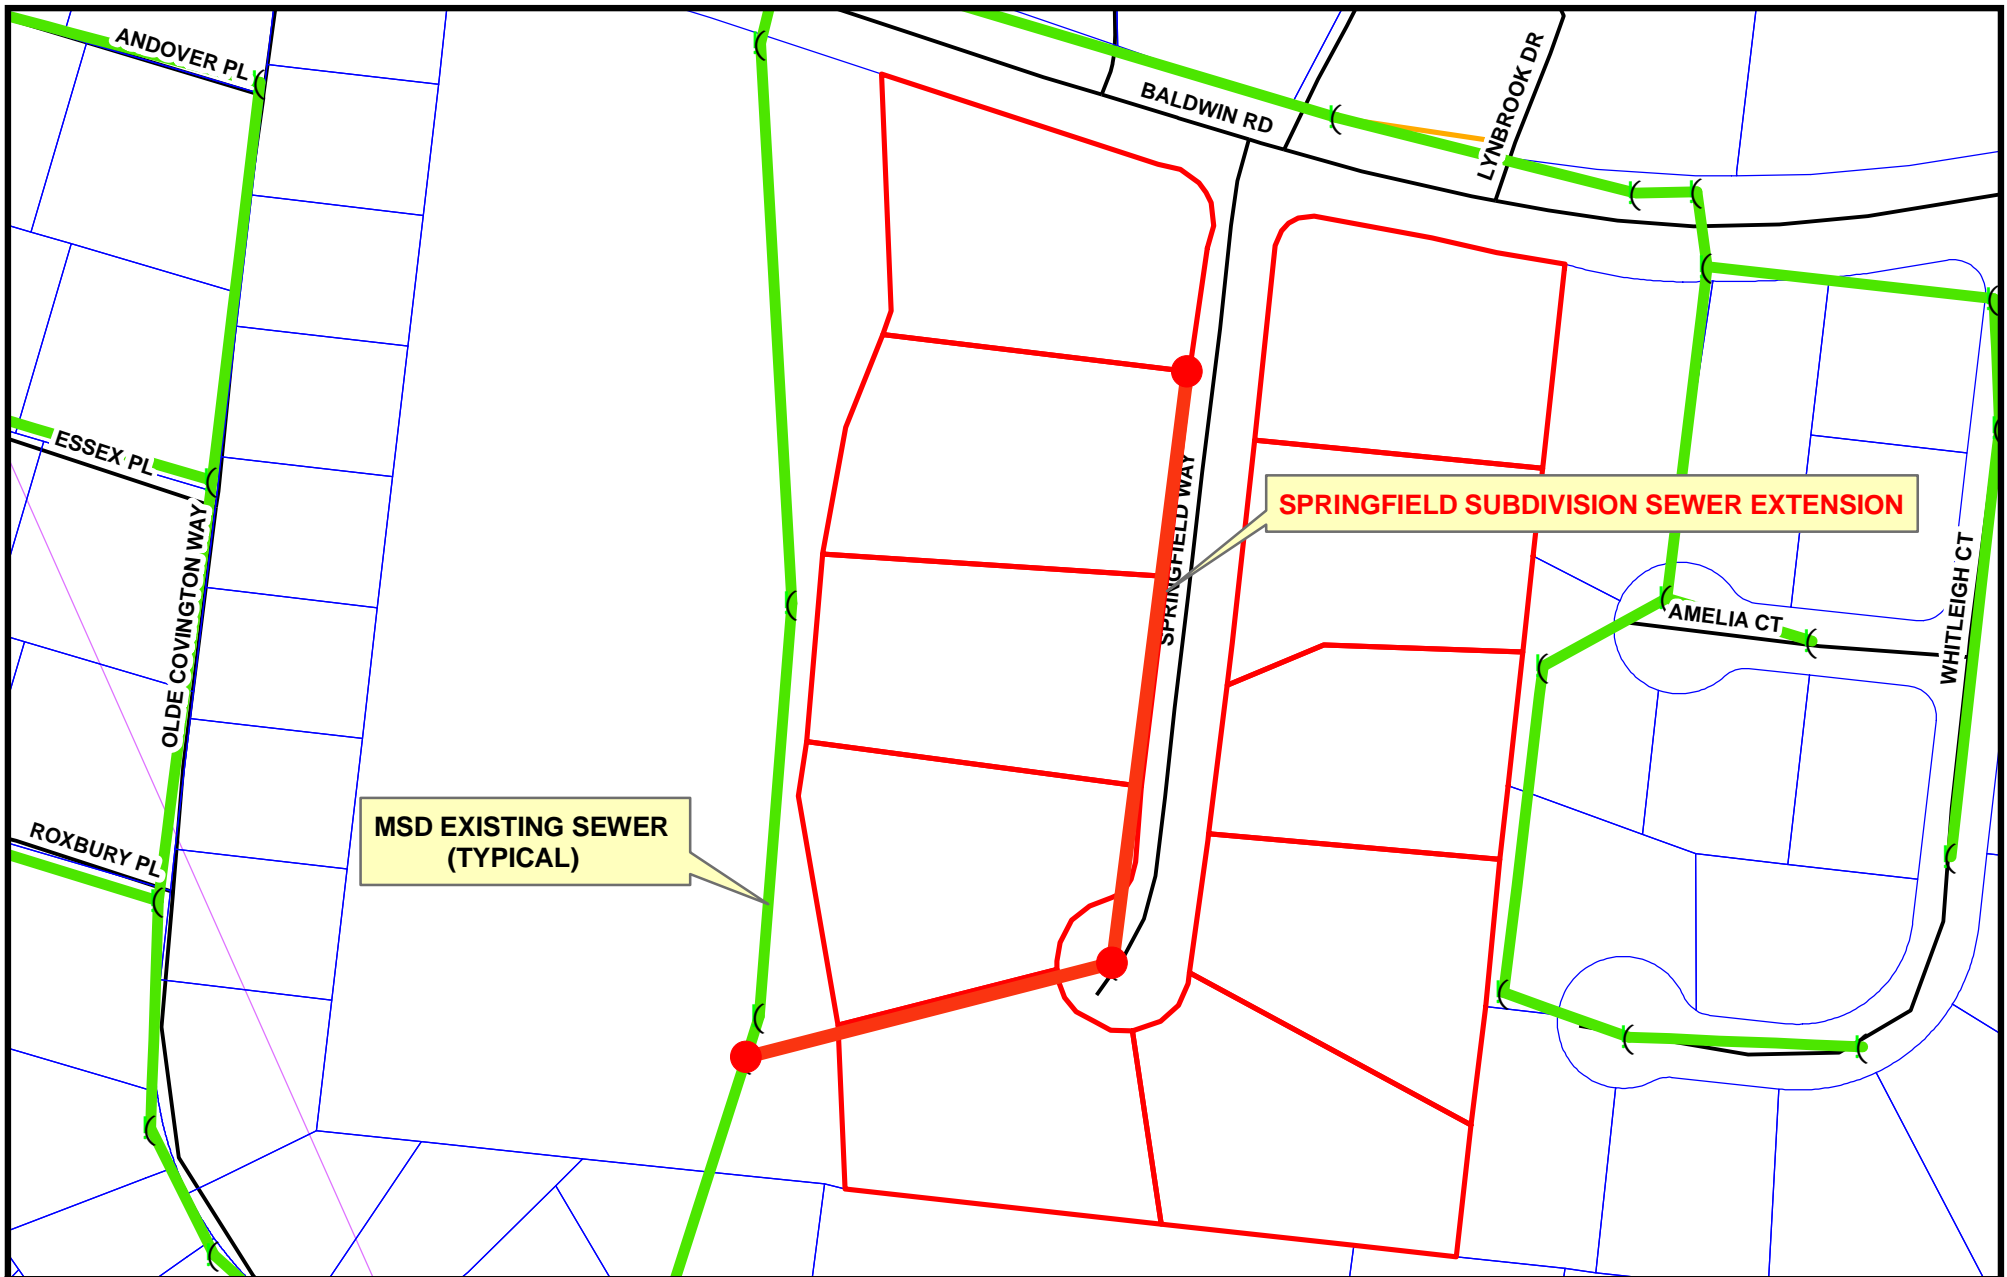 ANDOVER PL
BALDWIN RD
LYNBROOK DR
ESSEX PL
OLDE COVINGTON WAY
SPRINGFIELD WAY
SPRINGFIELD SUBDIVISION SEWER EXTENSION
AMELIA CT
WHITLEIGH CT
MSD EXISTING SEWER
(TYPICAL)
ROXBURY PL